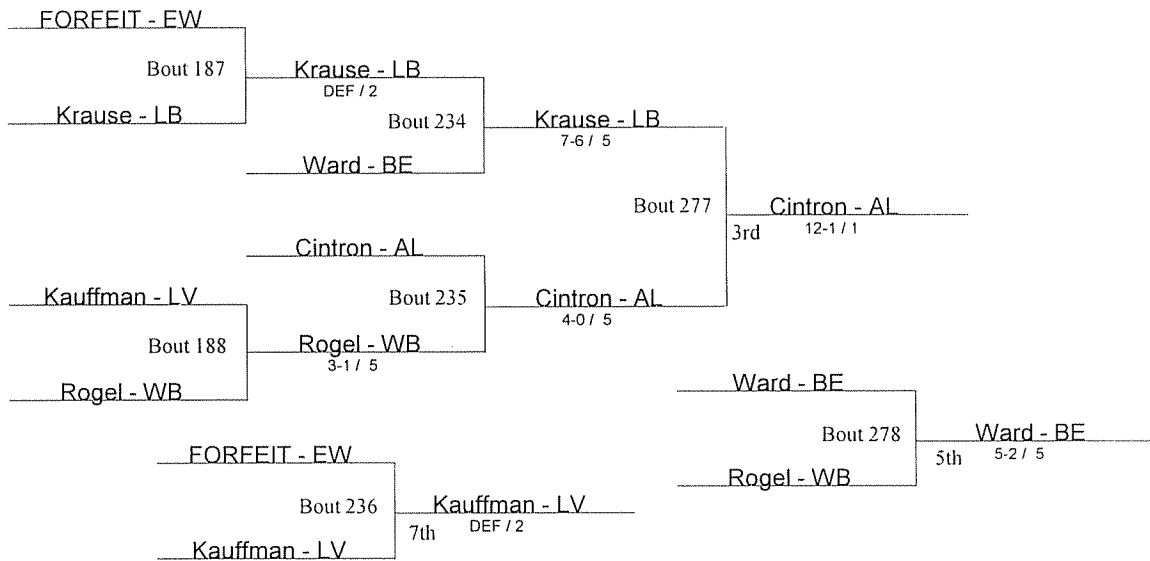 FORFEIT - EW
Bout 187
Krause - LB
DEF / 2
Krause - LB
Bout 234
Krause - LB
7-6 / 5
Ward - BE
Bout 277
Cintron - AL
12-1 / 1
3rd
Cintron - AL
Kauffman - LV
Bout 235
Cintron - AL
4-0 / 5
Bout 188
Rogel - WB
3-1 / 5
Rogel - WB
Ward - BE
Bout 278
Ward - BE
5-2 / 5
5th
Rogel - WB
FORFEIT - EW
Bout 236
Kauffman - LV
DEF / 2
7th
Kauffman - LV